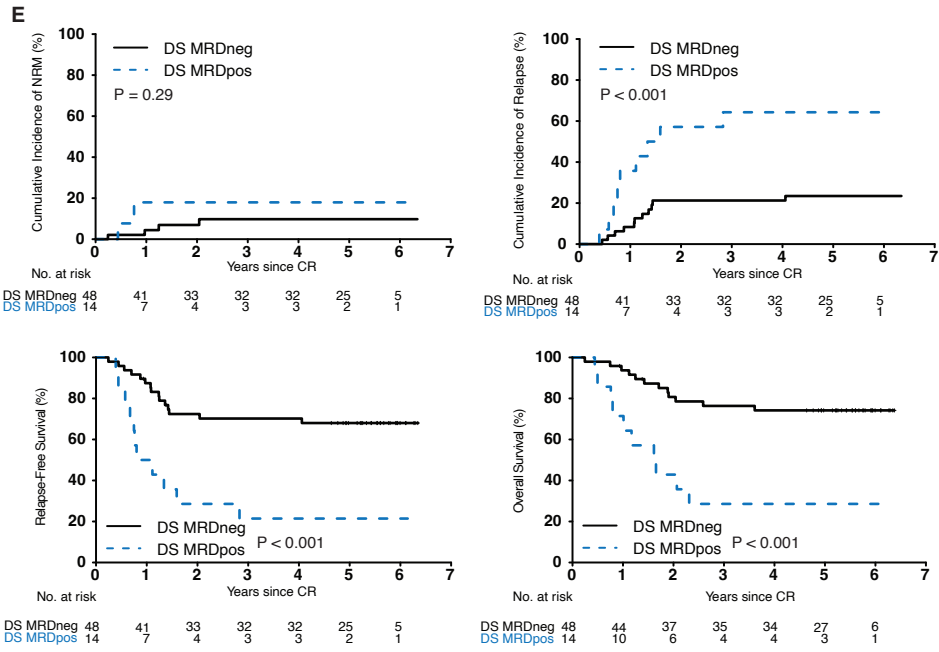 E
Cumulative Incidence of NRM (%)
100
80
60
40
20
0
DS MRDneg
DS MRDpos
P = 0.29
0 1 2 3 4 5 6 7
Years since CR
No. at risk
DS MRDneg 48 41 33 32 32 25 5
DS MRDpos 14 7 4 3 3 2 1
Cumulative Incidence of Relapse (%)
100
80
60
40
20
0
DS MRDneg
DS MRDpos
P < 0.001
0 1 2 3 4 5 6 7
Years since CR
No. at risk
DS MRDneg 48 41 33 32 32 25 5
DS MRDpos 14 7 4 3 3 2 1
Relapse-Free Survival (%)
100
80
60
40
20
0
DS MRDneg
DS MRDpos
P < 0.001
0 1 2 3 4 5 6 7
Years since CR
No. at risk
DS MRDneg 48 41 33 32 32 25 5
DS MRDpos 14 7 4 3 3 2 1
Overall Survival (%)
100
80
60
40
20
0
DS MRDneg
DS MRDpos
P < 0.001
0 1 2 3 4 5 6 7
Years since CR
No. at risk
DS MRDneg 48 44 37 35 34 27 6
DS MRDpos 14 10 6 4 4 3 1